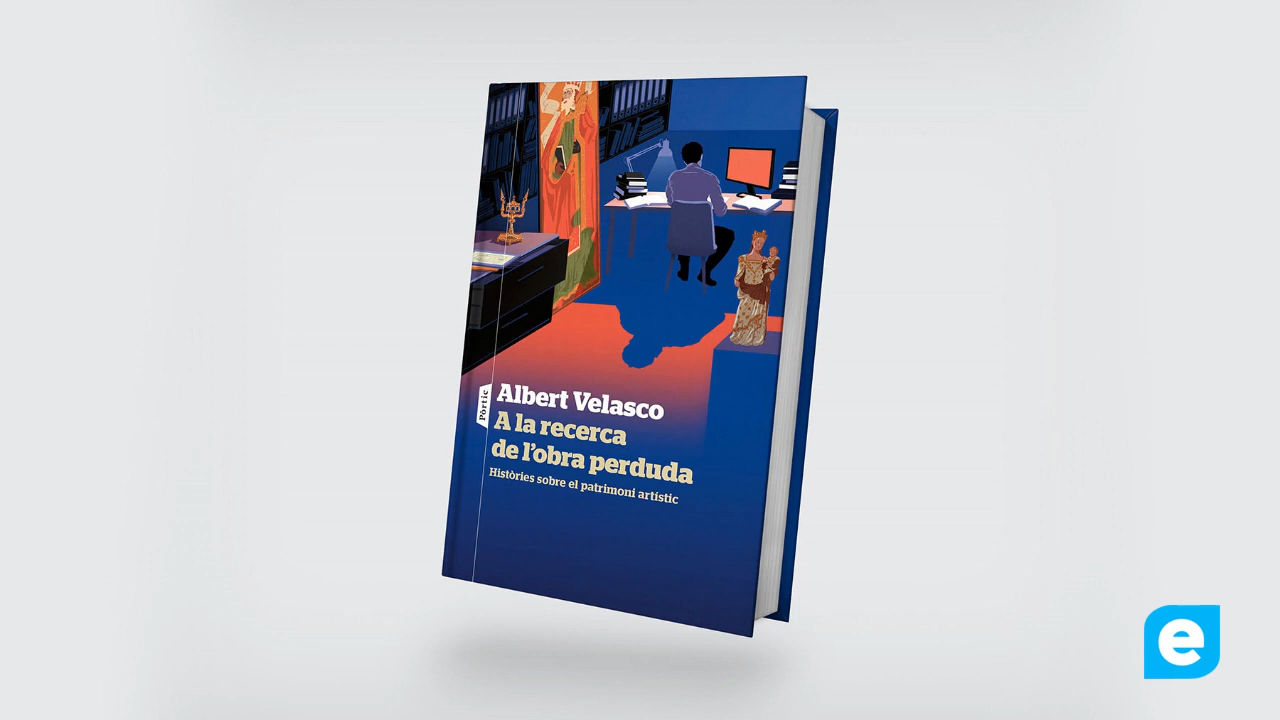 Pòrtic
Albert Velasco
A la recerca
de l'obra perduda
Històries sobre el patrimoni artístic
e